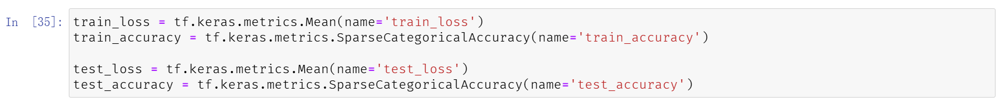 In [35]: train_loss = tf.keras.metrics.Mean(name='train_loss')
train_accuracy = tf.keras.metrics.SparseCategoricalAccuracy(name='train_accuracy')

test_loss = tf.keras.metrics.Mean(name='test_loss')
test_accuracy = tf.keras.metrics.SparseCategoricalAccuracy(name='test_accuracy')